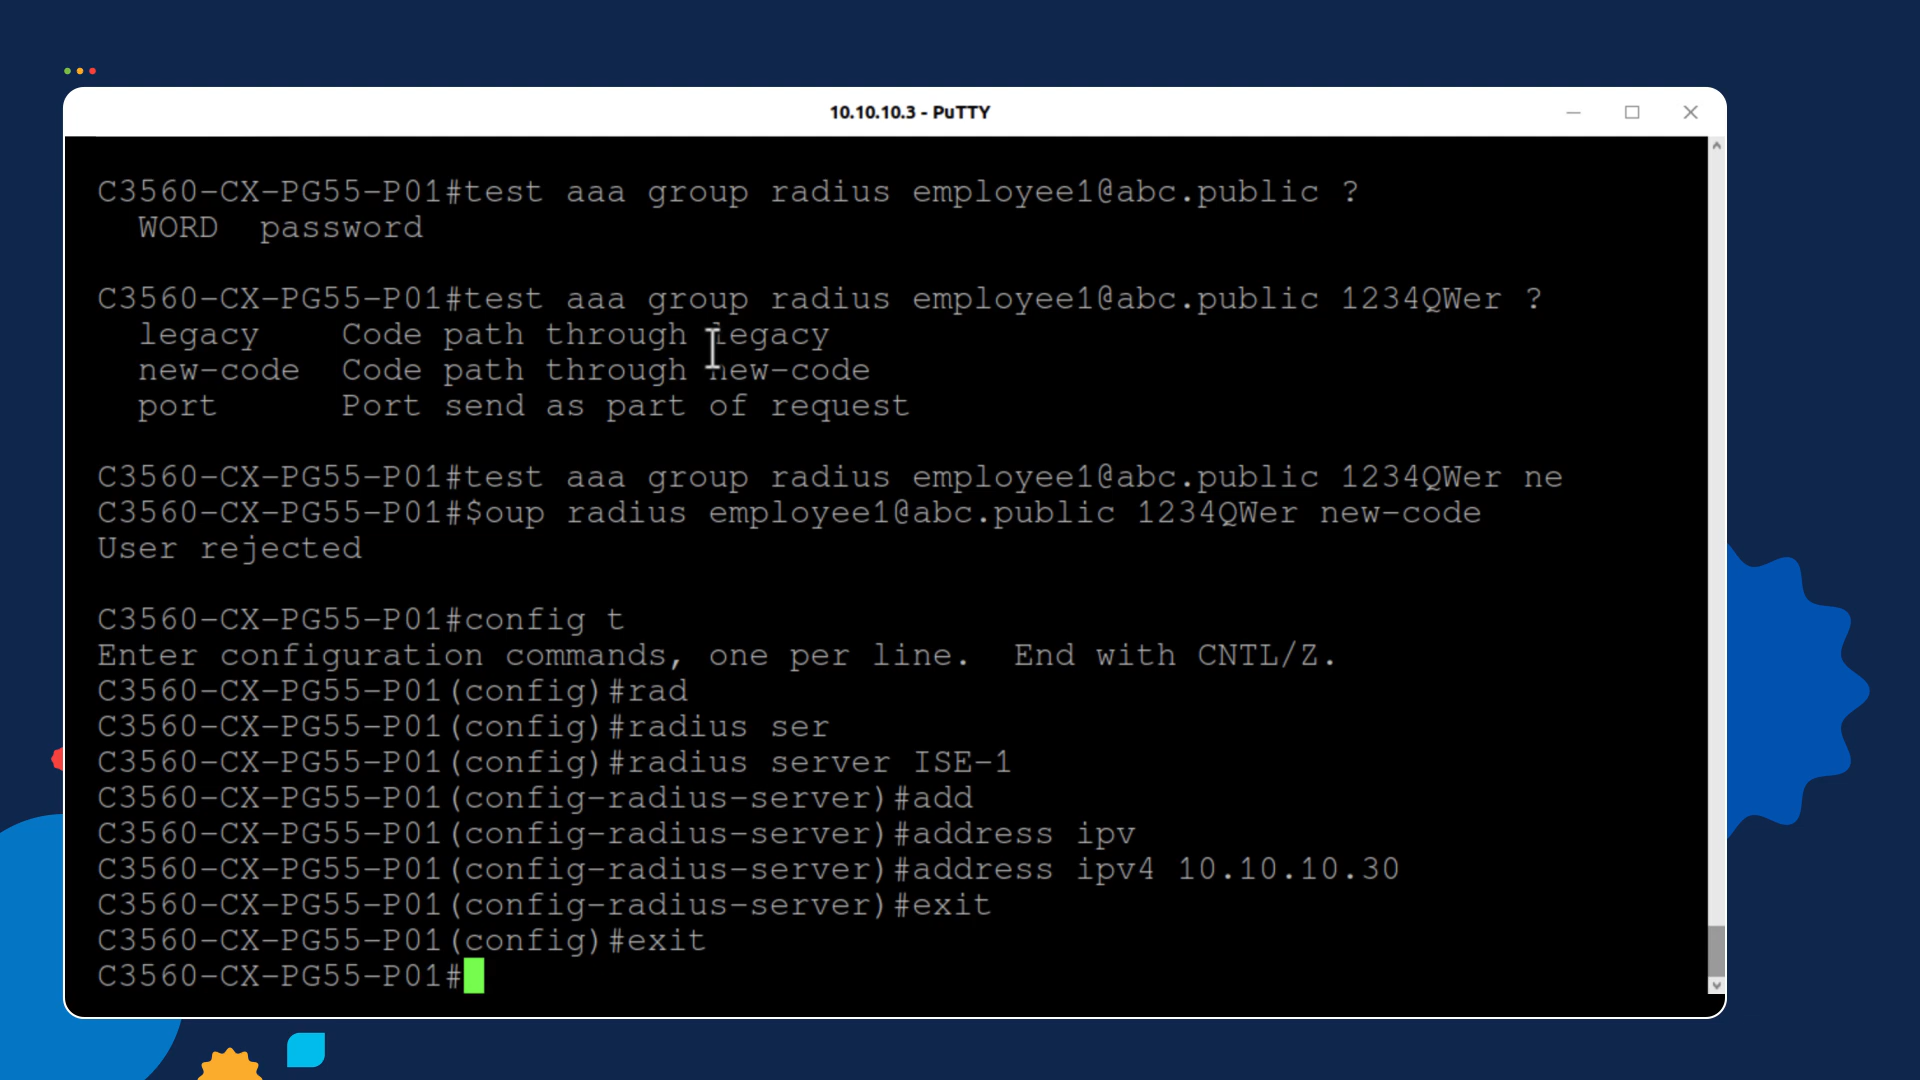 10.10.10.3 - PuTTY
C3560-CX-PG55-P01#test aaa group radius employee1@abc.public ?
  WORD  password
C3560-CX-PG55-P01#test aaa group radius employee1@abc.public 1234QWer ?
  legacy    Code path through legacy
  new-code  Code path through new-code
  port      Port send as part of request
C3560-CX-PG55-P01#test aaa group radius employee1@abc.public 1234QWer ne
C3560-CX-PG55-P01#$oup radius employee1@abc.public 1234QWer new-code
User rejected
C3560-CX-PG55-P01#config t
Enter configuration commands, one per line.  End with CNTL/Z.
C3560-CX-PG55-P01(config)#rad
C3560-CX-PG55-P01(config)#radius ser
C3560-CX-PG55-P01(config)#radius server ISE-1
C3560-CX-PG55-P01(config-radius-server)#add
C3560-CX-PG55-P01(config-radius-server)#address ipv
C3560-CX-PG55-P01(config-radius-server)#address ipv4 10.10.10.30
C3560-CX-PG55-P01(config-radius-server)#exit
C3560-CX-PG55-P01(config)#exit
C3560-CX-PG55-P01#